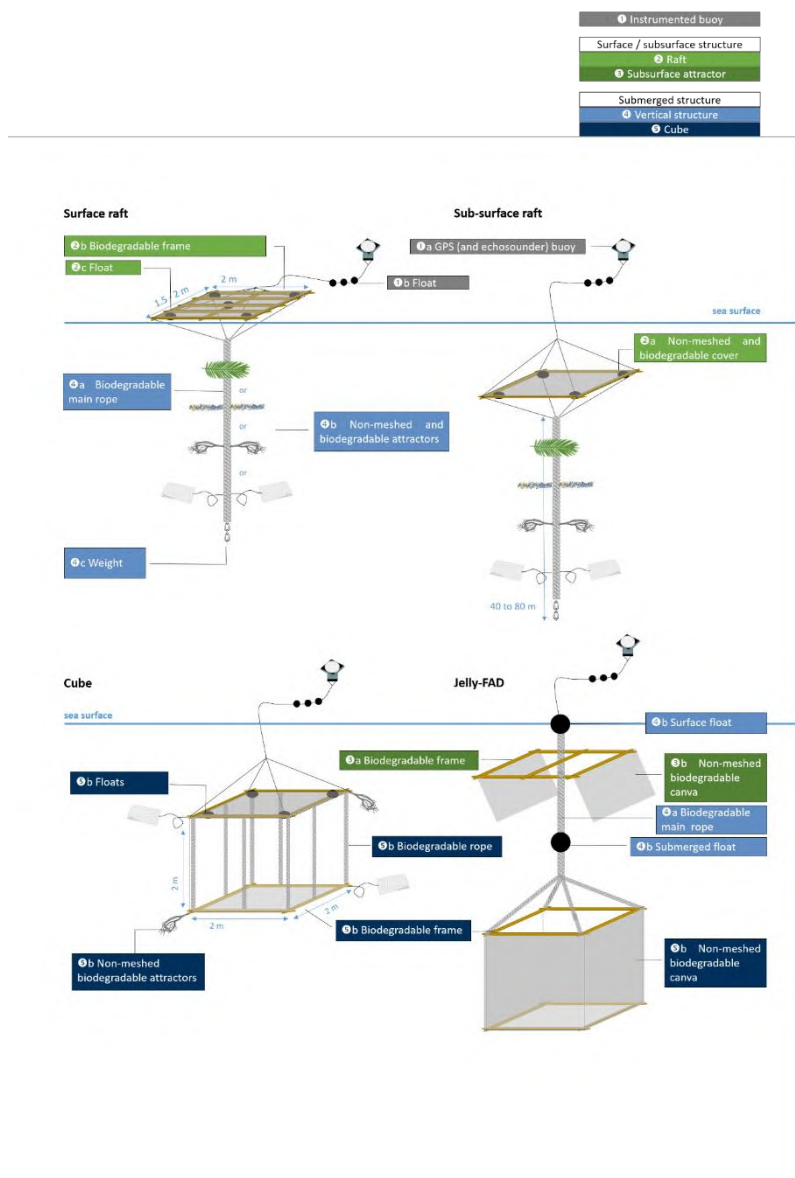 ❶ Instrumented buoy
Surface / subsurface structure
❷ Raft
❸ Subsurface attractor
Submerged structure
❹ Vertical structure
❺ Cube
Surface raft
❷b Biodegradable frame
❷c Float
1.5 - 2 m
2 m
❶b Float
❹a Biodegradable
main rope
or
or
or
❹b Non-meshed and
biodegradable attractors
❹c Weight
Sub-surface raft
❶a GPS (and echosounder) buoy
sea surface
❷a Non-meshed and
biodegradable cover
40 to 80 m
Cube
sea surface
❺b Floats
2 m
2 m
2 m
❺b Biodegradable rope
❺b Biodegradable frame
❺b Non-meshed
biodegradable attractors
Jelly-FAD
❹b Surface float
❸a Biodegradable frame
❸b Non-meshed
biodegradable
canva
❹a Biodegradable
main rope
❹b Submerged float
❺b Non-meshed
biodegradable
canva